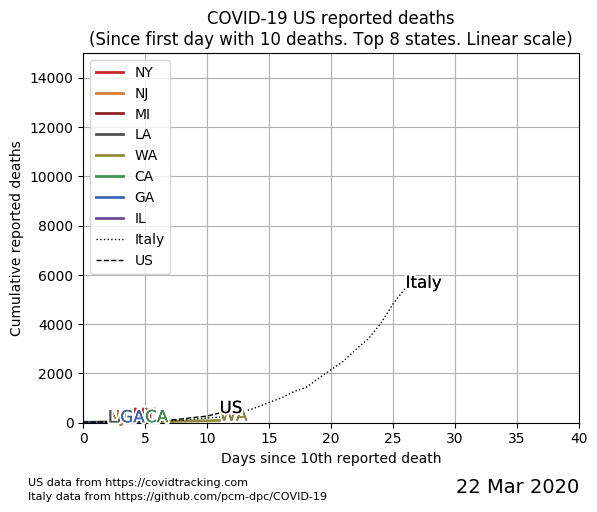 COVID-19 US reported deaths
(Since first day with 10 deaths. Top 8 states. Linear scale)
14000
12000
10000
8000
6000
4000
2000
0
Cumulative reported deaths
NY
NJ
MI
LA
WA
CA
GA
IL
Italy
US
Italy
US
WA
GA
CA
0 5 10 15 20 25 30 35 40
Days since 10th reported death
US data from https://covidtracking.com
Italy data from https://github.com/pcm-dpc/COVID-19
22 Mar 2020